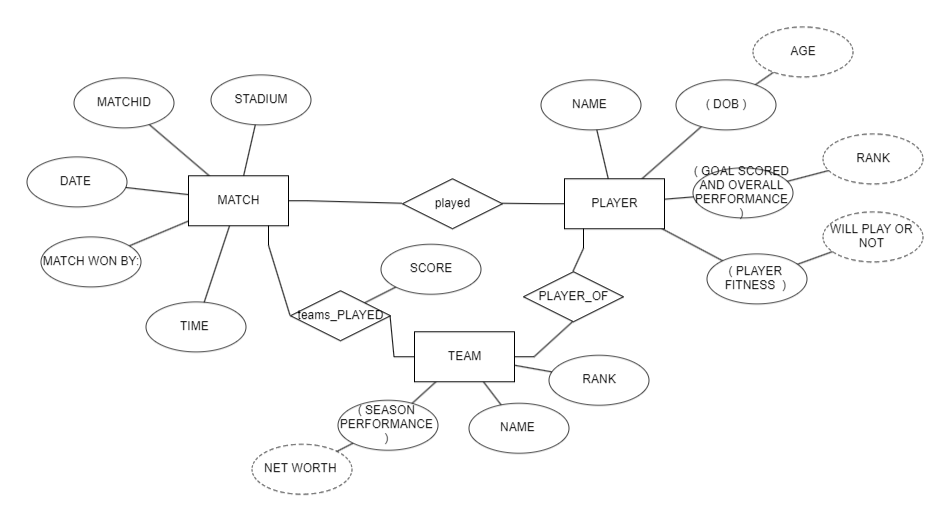 AGE
MATCHID
STADIUM
NAME
( DOB )
RANK
( GOAL SCORED
AND OVERALL
PERFORMANCE
)
DATE
MATCH
played
PLAYER
WILL PLAY OR
NOT
MATCH WON BY:
SCORE
( PLAYER
FITNESS )
PLAYER_OF
TIME
teams_PLAYED
TEAM
RANK
( SEASON
PERFORMANCE
)
NAME
NET WORTH